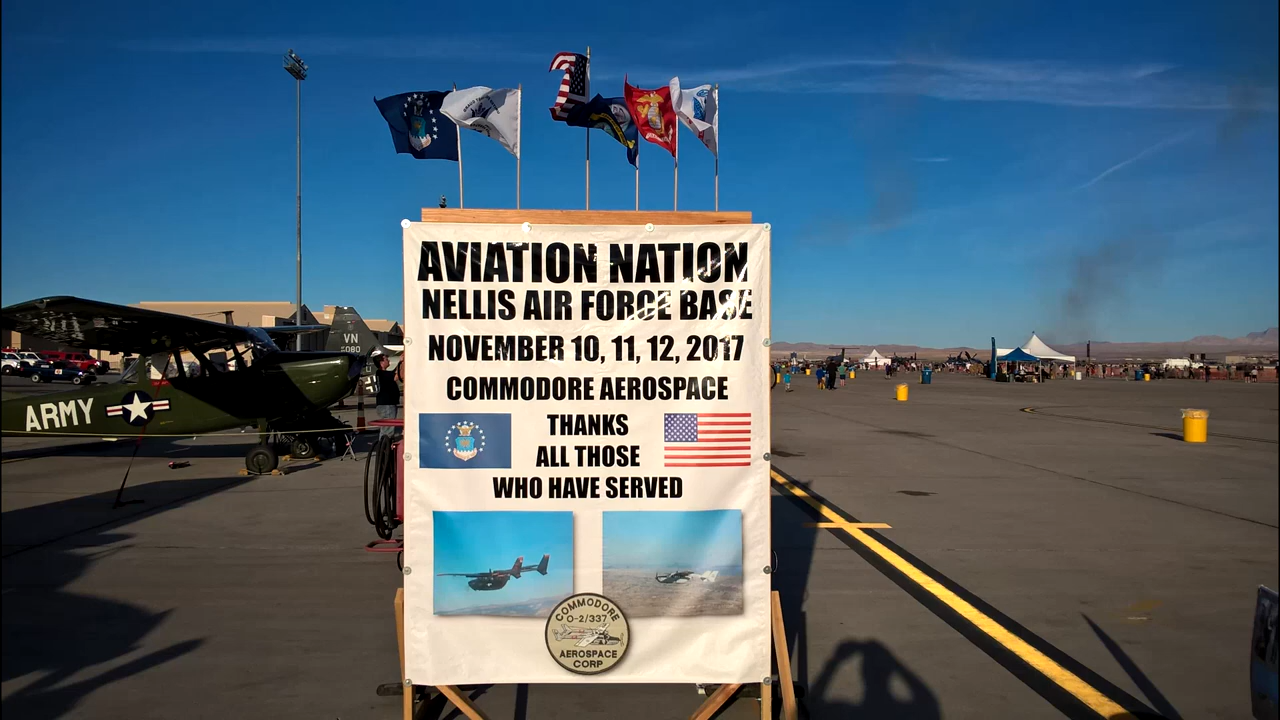 AVIATION NATION
NELLIS AIR FORCE BASE
NOVEMBER 10, 11, 12, 2017
COMMODORE AEROSPACE
THANKS
ALL THOSE
WHO HAVE SERVED
COMMODORE
O-2/337
AEROSPACE
CORP
ARMY
VN